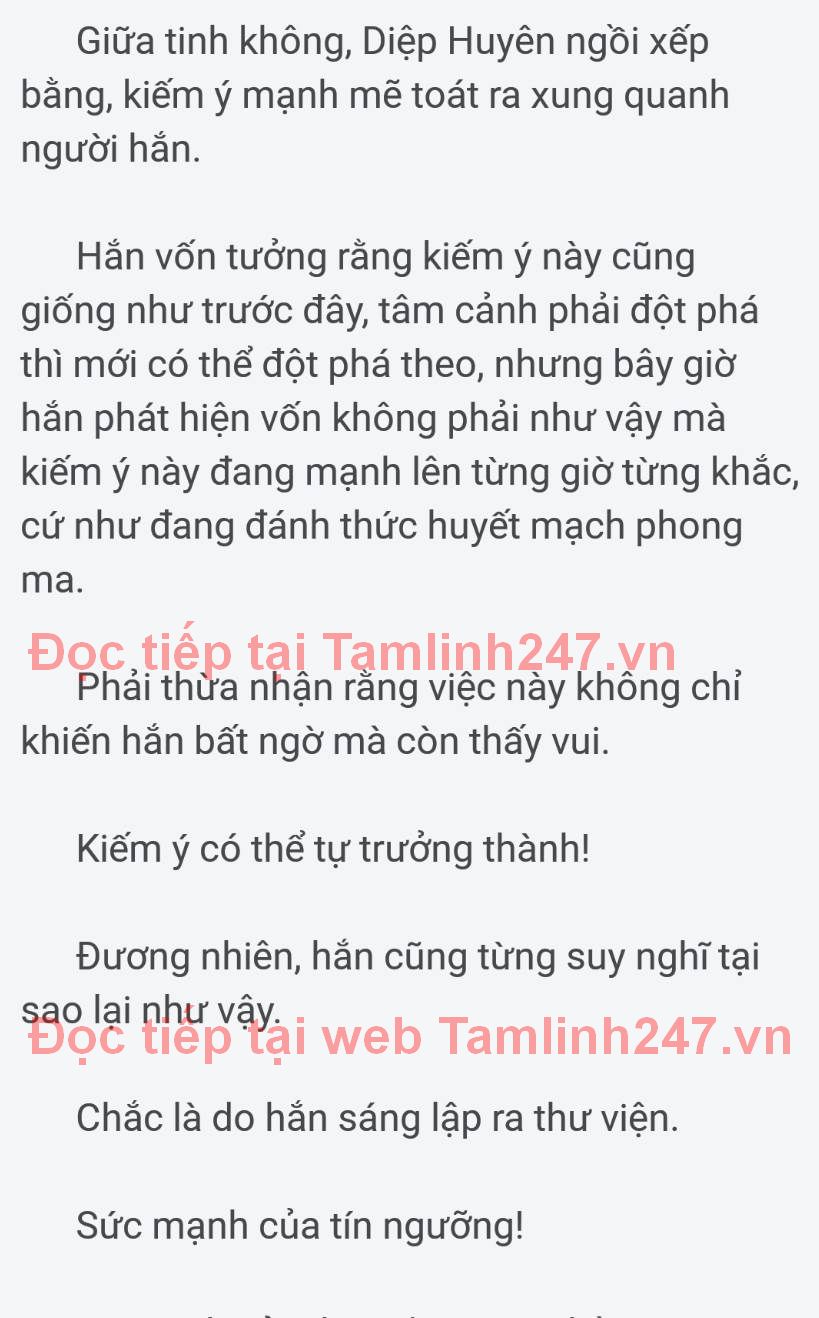 Giữa tinh không, Diệp Huyên ngồi xếp
bằng, kiếm ý mạnh mẽ toát ra xung quanh
người hắn.
Hắn vốn tưởng rằng kiếm ý này cũng
giống như trước đây, tâm cảnh phải đột phá
thì mới có thể đột phá theo, nhưng bây giờ
hắn phát hiện vốn không phải như vậy mà
kiếm ý này đang mạnh lên từng giờ từng khắc,
cứ như đang đánh thức huyết mạch phong
ma.
Đọc tiếp tại Tamlinh247.vn
Phải thừa nhận rằng việc này không chỉ
khiến hắn bất ngờ mà còn thấy vui.
Kiếm ý có thể tự trưởng thành!
Đương nhiên, hắn cũng từng suy nghĩ tại
sao lại như vậy.
Đọc tiếp tại web Tamlinh247.vn
Chắc là do hắn sáng lập ra thư viện.
Sức mạnh của tín ngưỡng!